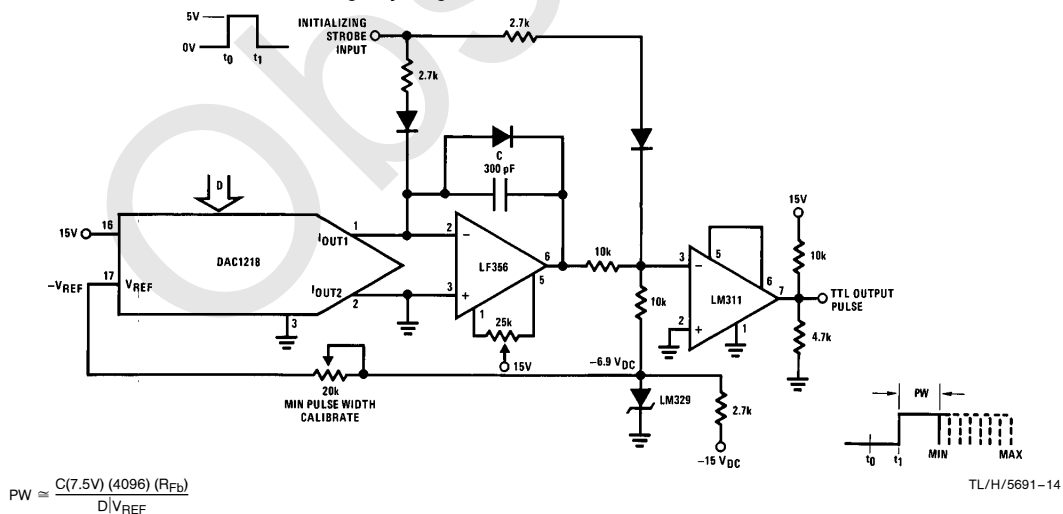 5V
0V
t0
t1
INITIALIZING
STROBE
INPUT
2.7k
2.7k
C
300 pF
D
15V
16
DAC1218
IOUT1
1
-VREF
17
VREF
IOUT2
2
3
2
−
6
LF356
3
+
5
1
25k
15V
10k
10k
3
−
5
6
LM311
7
2
+
1
15V
10k
TTL OUTPUT
PULSE
4.7k
20k
MIN PULSE WIDTH
CALIBRATE
-6.9 VDC
LM329
2.7k
-15 VDC
PW
t0
t1
MIN
MAX
PW ≅ C(7.5V) (4096) (RFb)
D|VREF
TL/H/5691–14
Obs